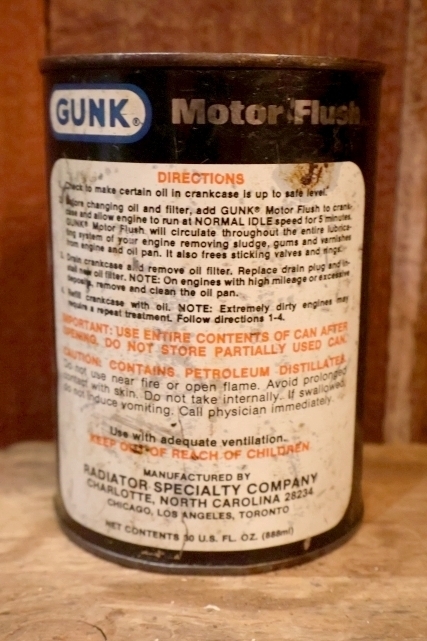 GUNK®
Motor Flush
DIRECTIONS
Check to make certain oil in crankcase is up to safe level.
2. Before changing oil and filter, add GUNK® Motor Flush to crank-
case and allow engine to run at NORMAL IDLE speed for 5 minutes.
GUNK® Motor Flush will circulate throughout the entire lubrica-
ting system of your engine removing sludge, gums and varnishes
from engine and oil pan. It also frees sticking valves and rings.
3. Drain crankcase and remove oil filter. Replace drain plug and in-
stall new oil filter. NOTE: On engines with high mileage or excessive
deposits, remove and clean the oil pan.
4. Refill crankcase with oil. NOTE: Extremely dirty engines may
require a repeat treatment. Follow directions 1-4.
IMPORTANT: USE ENTIRE CONTENTS OF CAN AFTER
OPENING. DO NOT STORE PARTIALLY USED CAN.
CAUTION: CONTAINS PETROLEUM DISTILLATES
Do not use near fire or open flame. Avoid prolonged
contact with skin. Do not take internally. If swallowed,
do not induce vomiting. Call physician immediately.
Use with adequate ventilation.
KEEP OUT OF REACH OF CHILDREN
MANUFACTURED BY
RADIATOR SPECIALTY COMPANY
CHARLOTTE, NORTH CAROLINA 28234
CHICAGO, LOS ANGELES, TORONTO
NET CONTENTS 30 U.S. FL. OZ. (888ml)